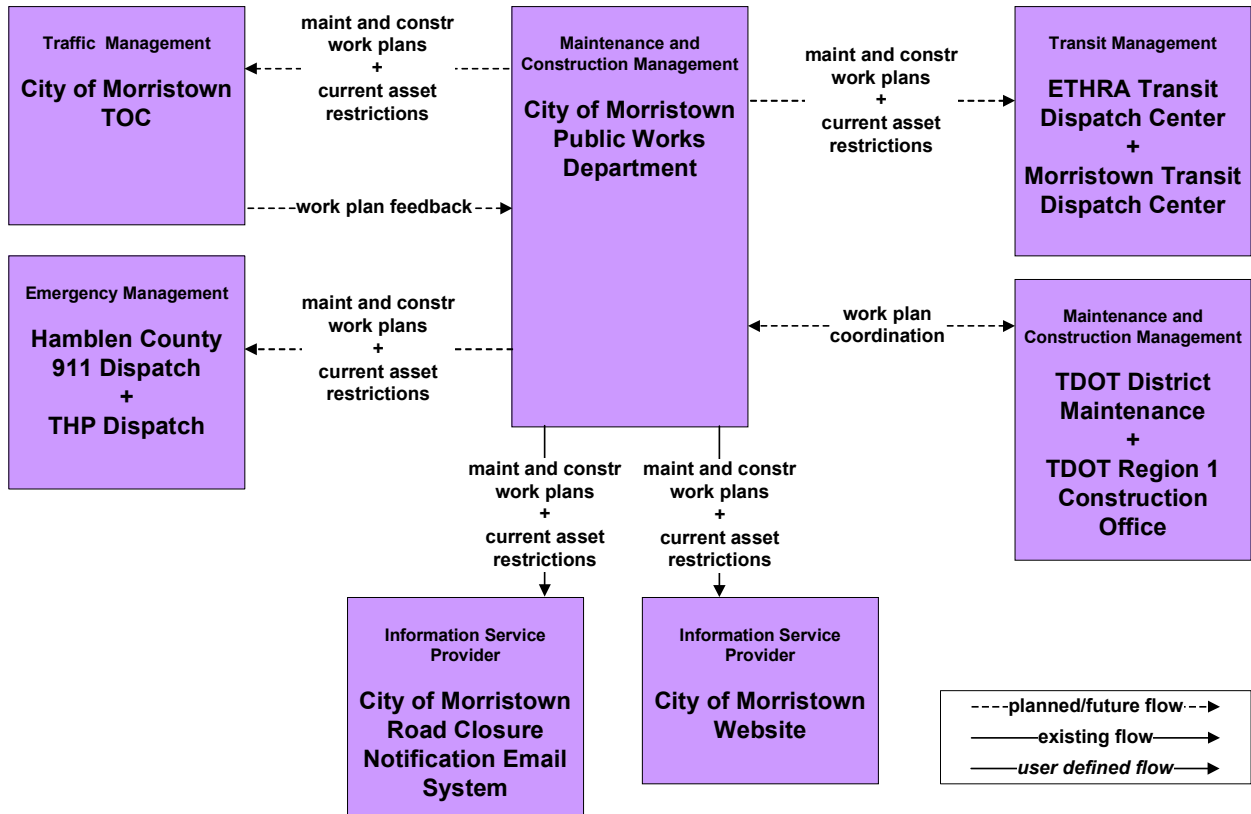 Traffic Management
City of Morristown
TOC
maint and constr
work plans
+
current asset
restrictions
work plan feedback
Maintenance and
Construction Management
City of Morristown
Public Works
Department
maint and constr
work plans
+
current asset
restrictions
Transit Management
ETHRA Transit
Dispatch Center
+
Morristown Transit
Dispatch Center
Emergency Management
Hamblen County
911 Dispatch
+
THP Dispatch
maint and constr
work plans
+
current asset
restrictions
work plan
coordination
Maintenance and
Construction Management
TDOT District
Maintenance
+
TDOT Region 1
Construction
Office
maint and constr
work plans
+
current asset
restrictions
maint and constr
work plans
+
current asset
restrictions
Information Service
Provider
City of Morristown
Road Closure
Notification Email
System
Information Service
Provider
City of Morristown
Website
planned/future flow
existing flow
user defined flow